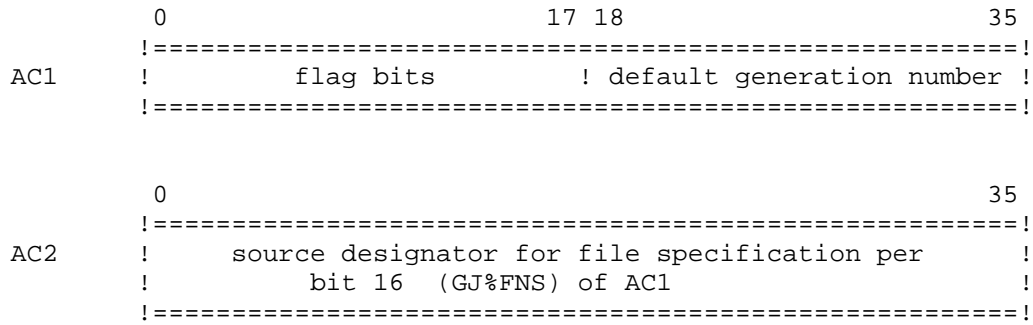 0 17 18 35
!=======================================================!
AC1 ! flag bits ! default generation number !
!=======================================================!
0 35
!=======================================================!
AC2 ! source designator for file specification per !
! bit 16 (GJ%FNS) of AC1 !
!=======================================================!